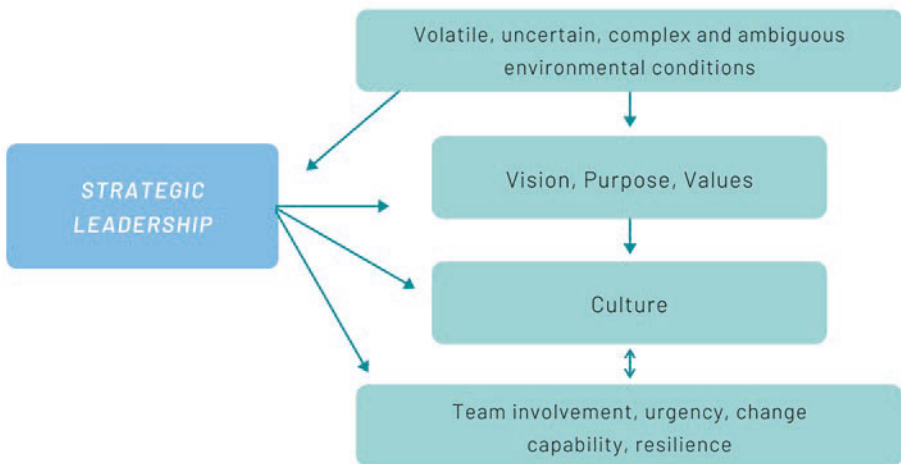 Volatile, uncertain, complex and ambiguous
environmental conditions
STRATEGIC
LEADERSHIP
Vision, Purpose, Values
Culture
Team involvement, urgency, change
capability, resilience